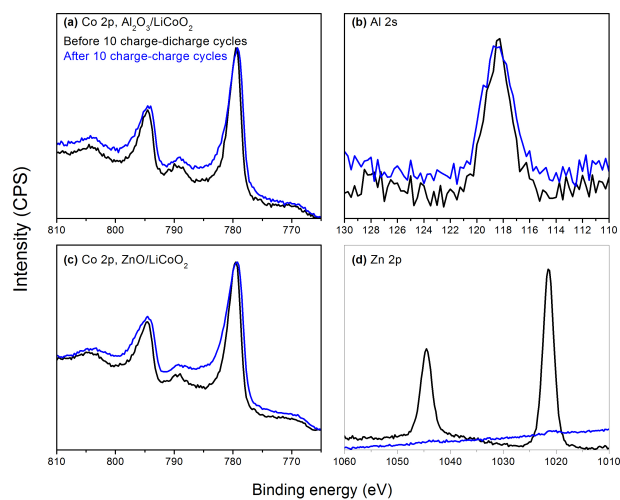 (a) Co 2p, Al2O3/LiCoO2
Before 10 charge-dicharge cycles
After 10 charge-charge cycles
(b) Al 2s
810 800 790 780 770
130 128 126 124 122 120 118 116 114 112 110
Intensity (CPS)
(c) Co 2p, ZnO/LiCoO2
(d) Zn 2p
810 800 790 780 770
1060 1050 1040 1030 1020 1010
Binding energy (eV)